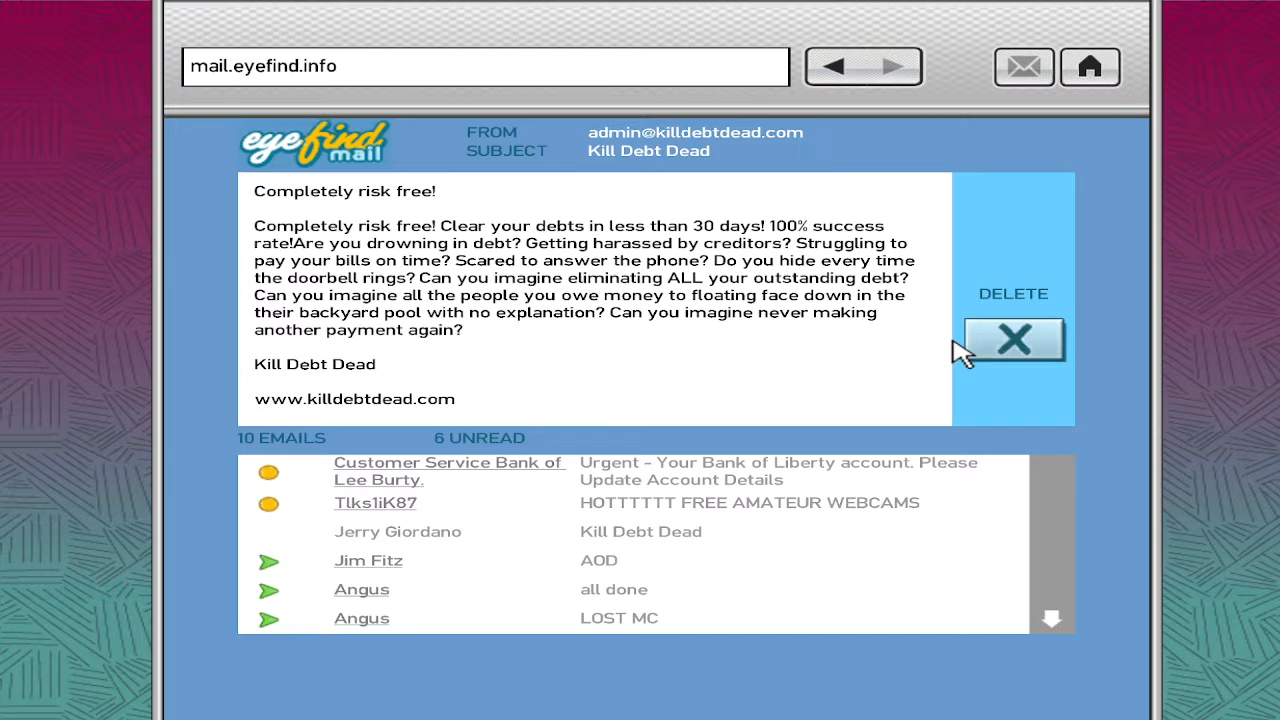 mail.eyefind.info
eyefind mail
FROM admin@killdebtdead.com
SUBJECT Kill Debt Dead
Completely risk free!
Completely risk free! Clear your debts in less than 30 days! 100% success
rate!Are you drowning in debt? Getting harassed by creditors? Struggling to
pay your bills on time? Scared to answer the phone? Do you hide every time
the doorbell rings? Can you imagine eliminating ALL your outstanding debt?
Can you imagine all the people you owe money to floating face down in the
their backyard pool with no explanation? Can you imagine never making
another payment again?
Kill Debt Dead
www.killdebtdead.com
DELETE
10 EMAILS 6 UNREAD
Customer Service Bank of Urgent - Your Bank of Liberty account. Please
Lee Burty. Update Account Details
Tlks1iK87 HOTTTTTT FREE AMATEUR WEBCAMS
Jerry Giordano Kill Debt Dead
Jim Fitz AOD
Angus all done
Angus LOST MC